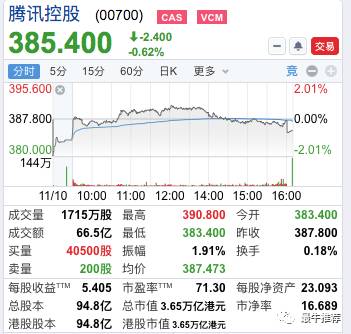 腾讯控股 (00700) CAS VCM
385.400 -2.400 -0.62% 交易
分时 5分 15分 60分 日K 更多 竞
395.600 2.01%
387.800 0.00%
380.000 -2.01%
144万
11/10 10:00 11:00 12:00 14:00 15:00 16:00
成交量 1715万股 最高 390.800 今开 383.400
成交额 66.5亿 最低 383.400 昨收 387.800
买量 40500股 振幅 1.91% 换手 0.18%
卖量 200股 均价 387.473
每股收益TTM 5.405 市盈率TTM 71.30 每股净资产 23.093
总股本 94.8亿 总市值 3.65万亿港元 市净率 16.689
港股股本 94.8亿 港股市值 3.65万亿港元
最牛推荐